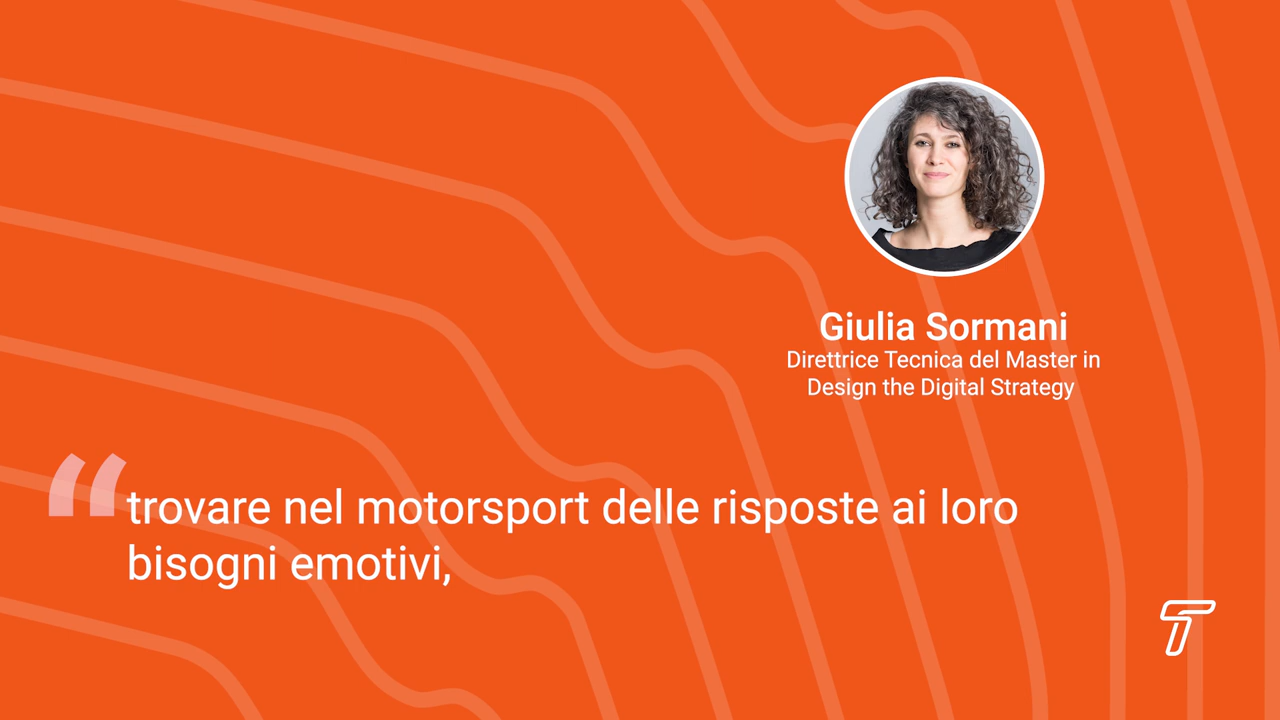 Giulia Sormani
Direttrice Tecnica del Master in
Design the Digital Strategy
“trovare nel motorsport delle risposte ai loro
bisogni emotivi,